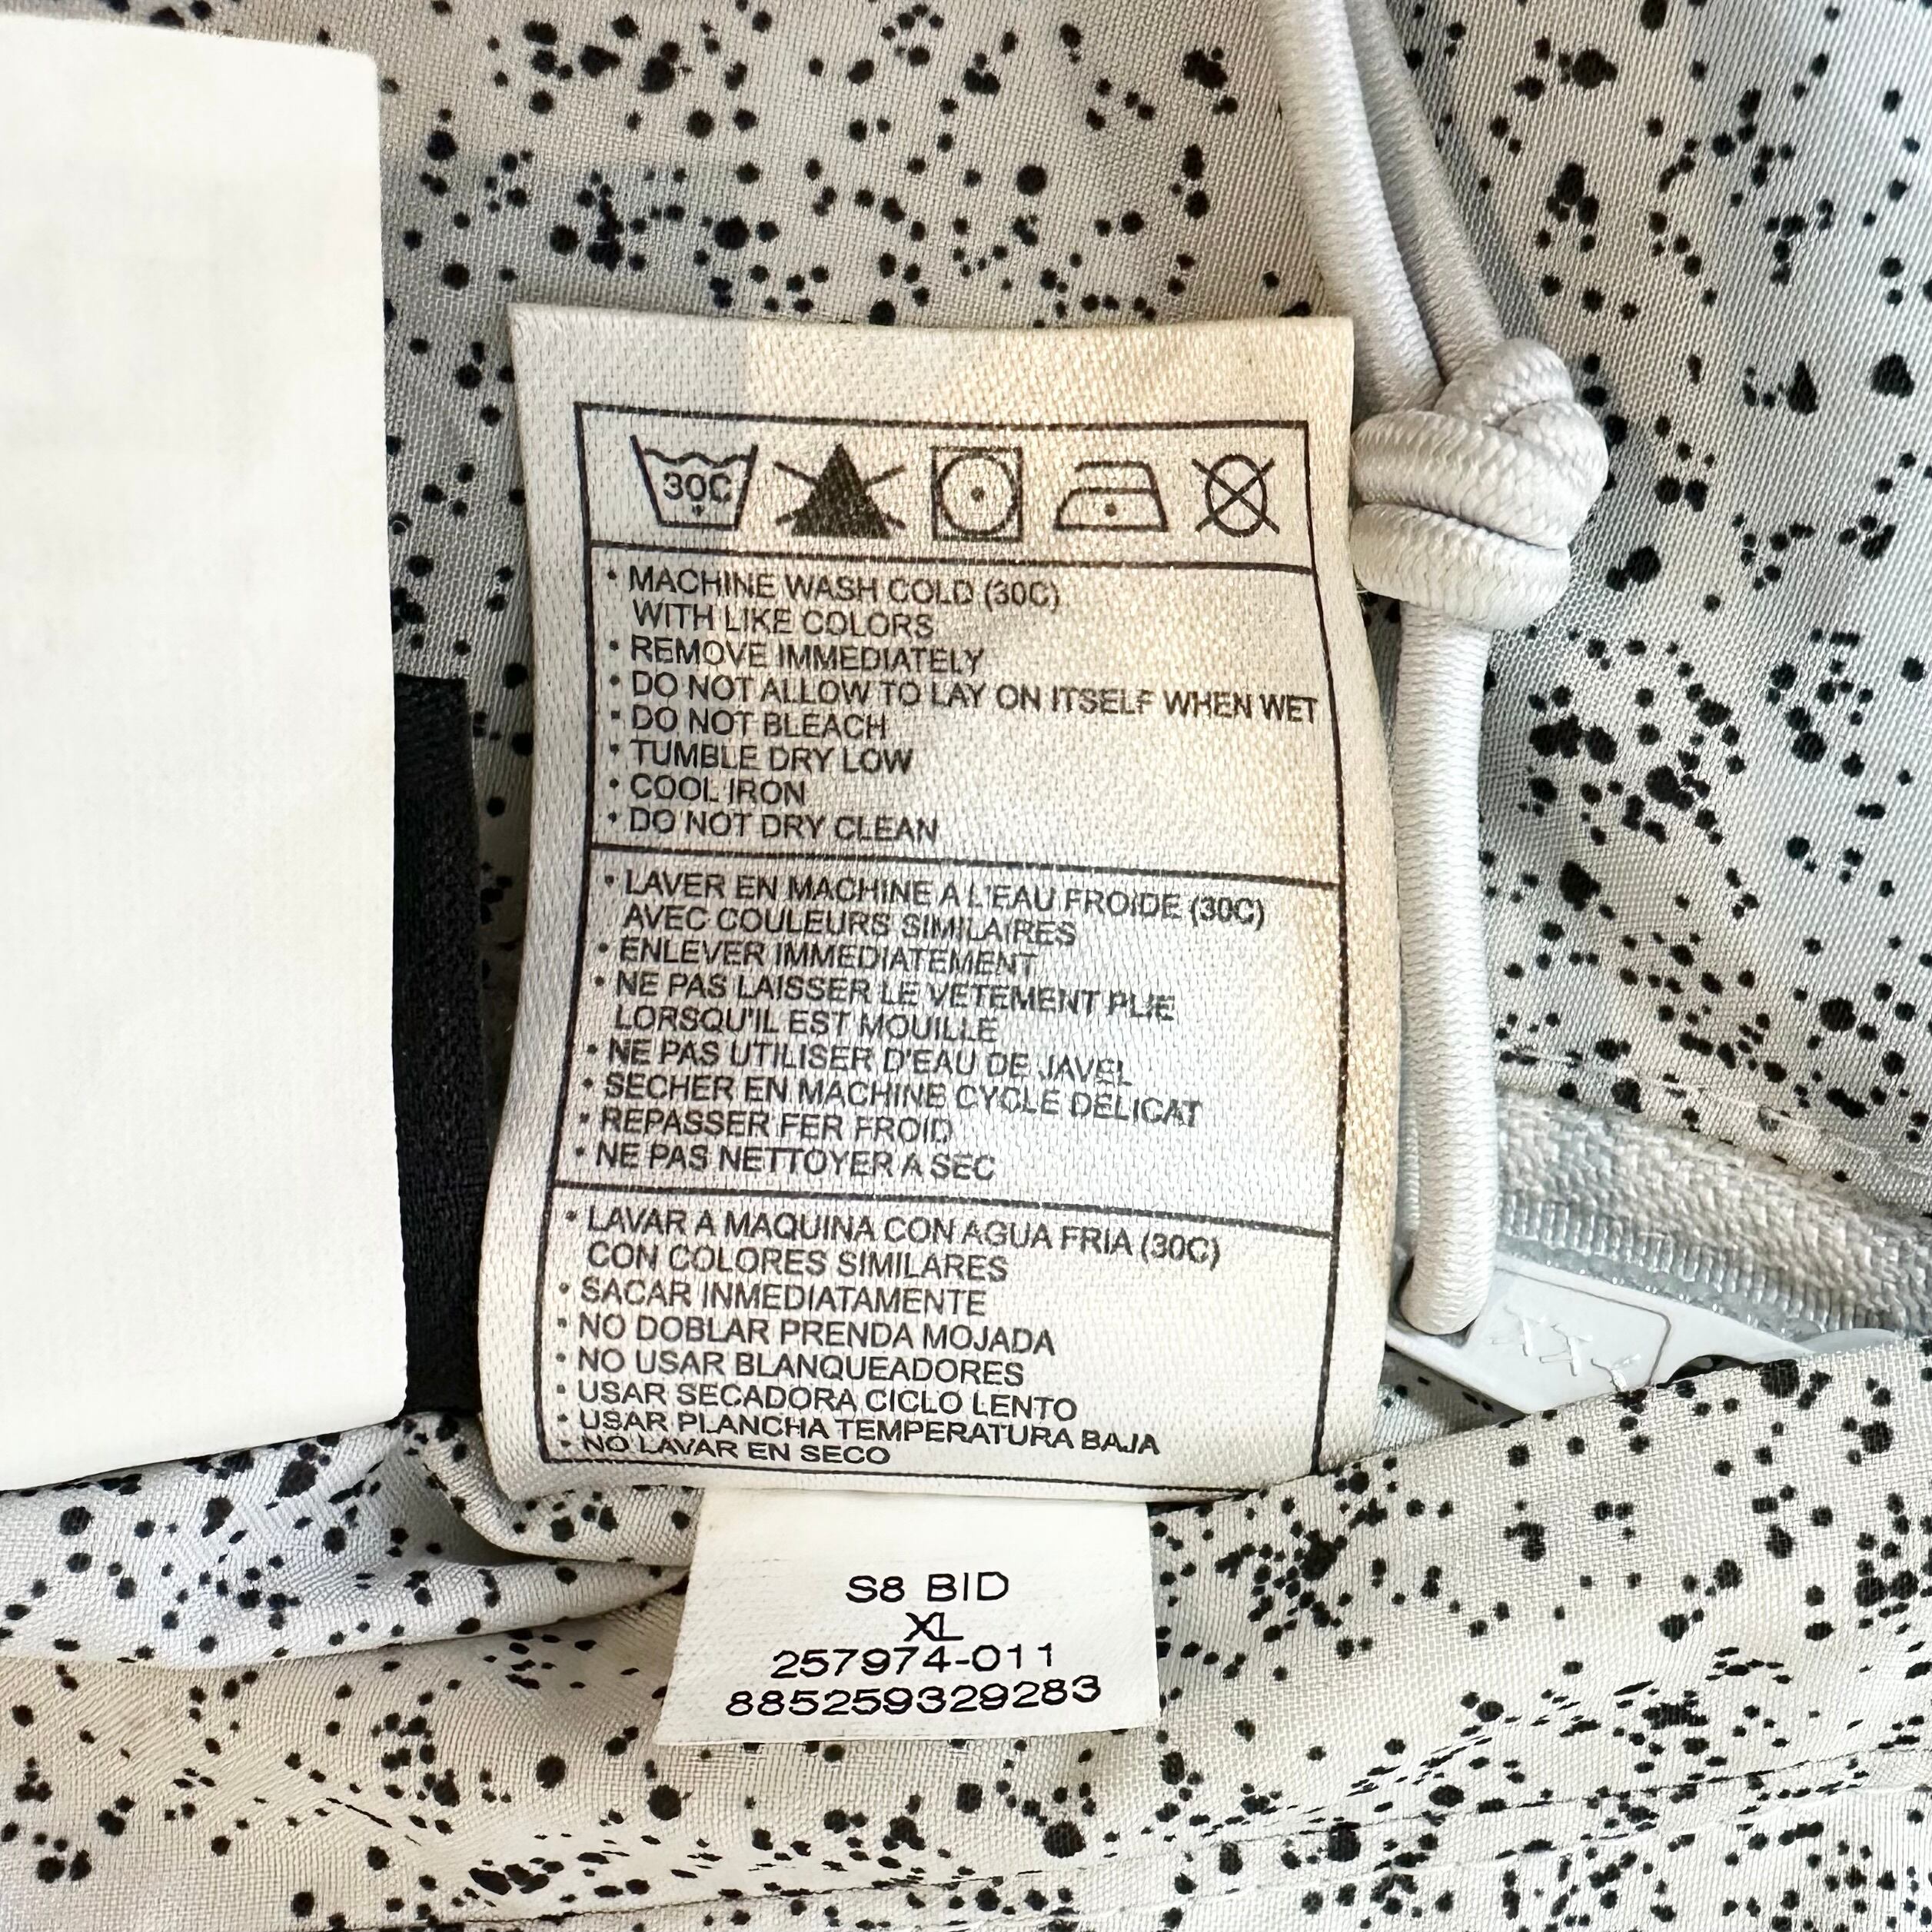 30C
• MACHINE WASH COLD (30C)
WITH LIKE COLORS
• REMOVE IMMEDIATELY
• DO NOT ALLOW TO LAY ON ITSELF WHEN WET
• DO NOT BLEACH
• TUMBLE DRY LOW
• COOL IRON
• DO NOT DRY CLEAN
• LAVER EN MACHINE A L'EAU FROIDE (30C)
AVEC COULEURS SIMILAIRES
• ENLEVER IMMEDIATEMENT
• NE PAS LAISSER LE VETEMENT PLIE
LORSQU'IL EST MOUILLE
• NE PAS UTILISER D'EAU DE JAVEL
• SECHER EN MACHINE CYCLE DELICAT
• REPASSER FER FROID
• NE PAS NETTOYER A SEC
• LAVAR A MAQUINA CON AGUA FRIA (30C)
CON COLORES SIMILARES
• SACAR INMEDIATAMENTE
• NO DOBLAR PRENDA MOJADA
• NO USAR BLANQUEADORES
• USAR SECADORA CICLO LENTO
• USAR PLANCHA TEMPERATURA BAJA
• NO LAVAR EN SECO
S8 BID
XL
257974-011
885259329283